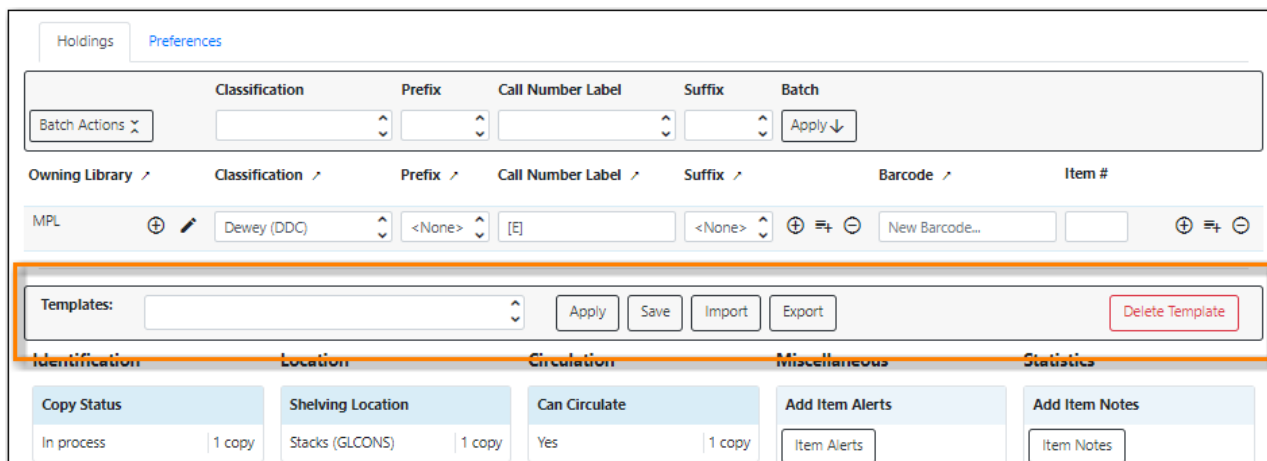 Holdings Preferences
Classification Prefix Call Number Label Suffix Batch
Batch Actions Apply
Owning Library Classification Prefix Call Number Label Suffix Barcode Item #
MPL Dewey (DDC) <None> [E] <None> New Barcode...
Templates: Apply Save Import Export Delete Template
Identification Location Circulation Miscellaneous Statistics
Copy Status Shelving Location Can Circulate Add Item Alerts Add Item Notes
In process 1 copy Stacks (GLCONS) 1 copy Yes 1 copy Item Alerts Item Notes